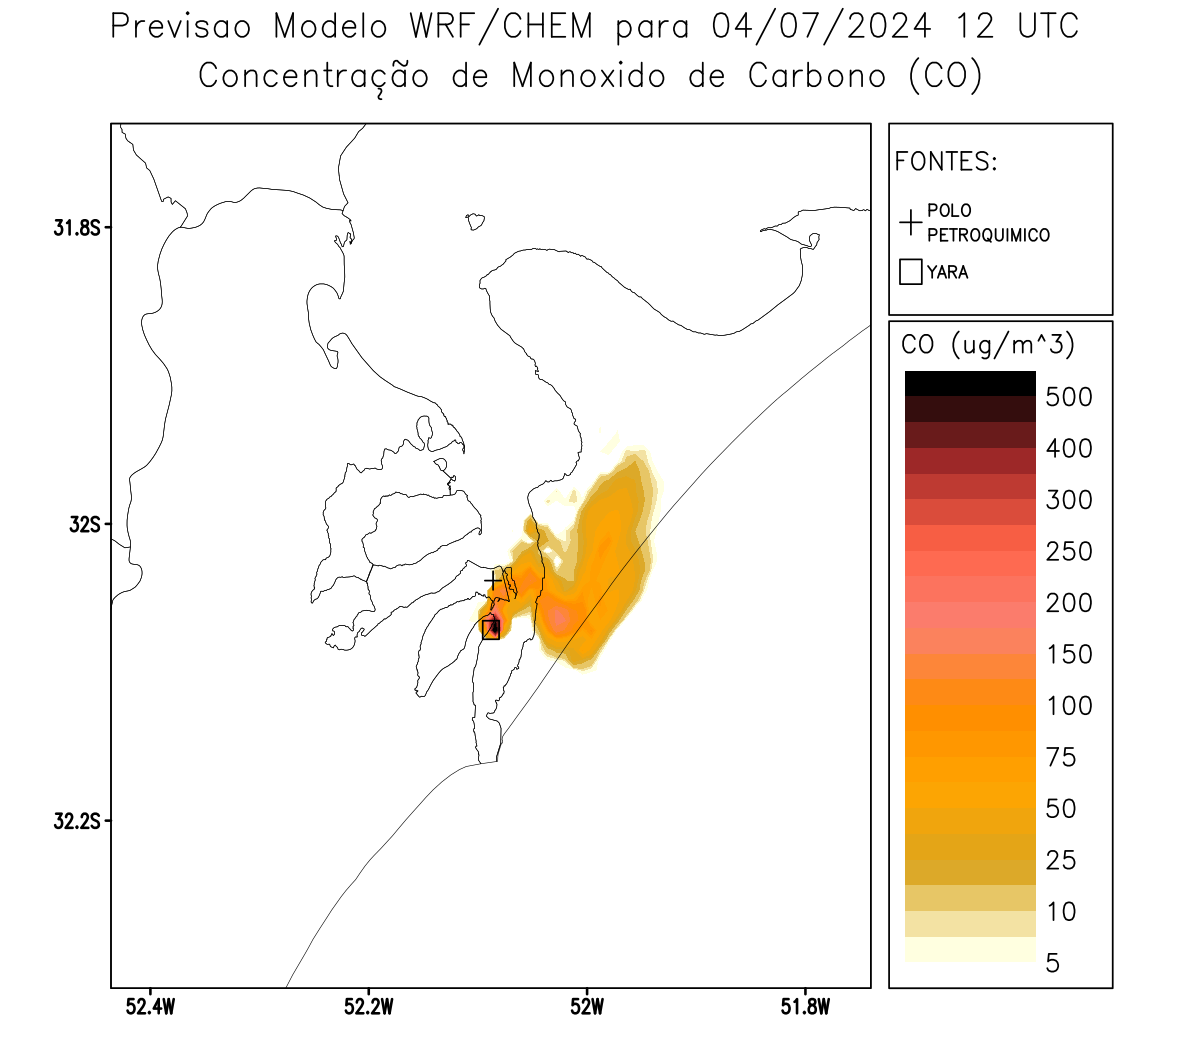 Previsao Modelo WRF/CHEM para 04/07/2024 12 UTC
Concentração de Monoxido de Carbono (CO)
FONTES:
POLO
PETROQUIMICO
YARA
CO (ug/m^3)
500
400
300
250
200
150
100
75
50
25
10
5
31.8S
32S
32.2S
52.4W
52.2W
52W
51.8W